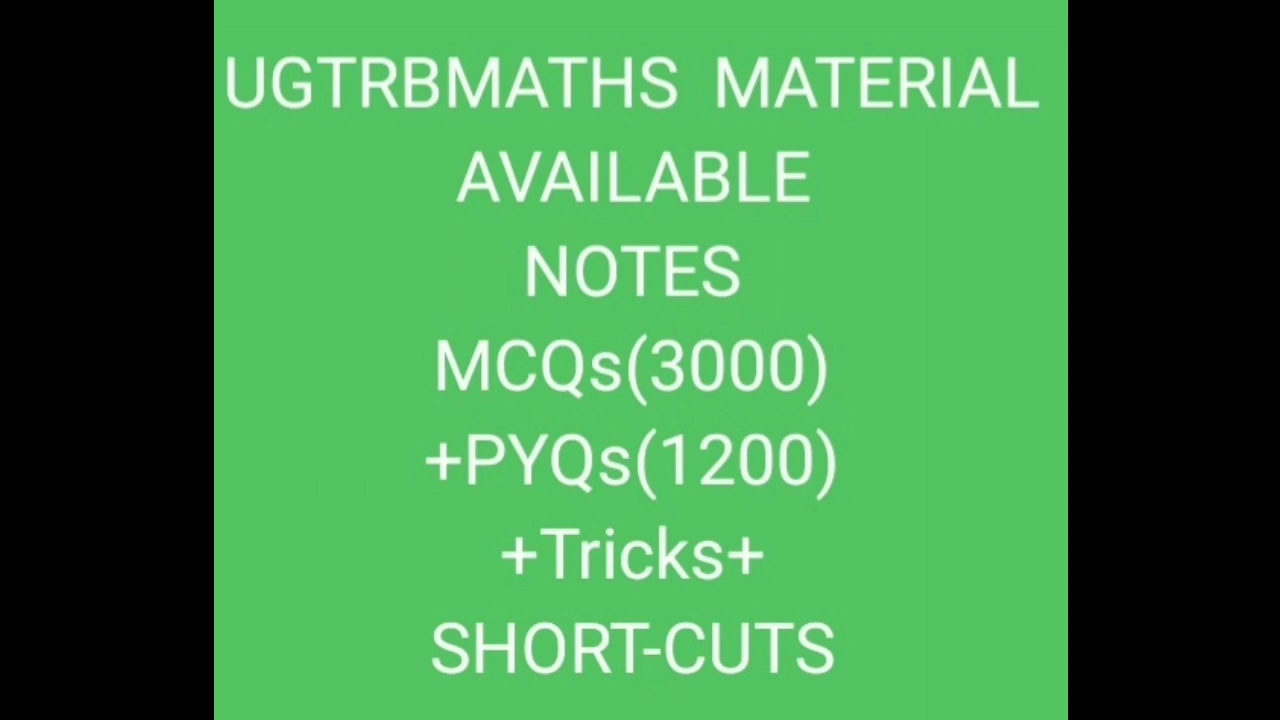 UGTRBMATHS MATERIAL
AVAILABLE
NOTES
MCQs(3000)
+PYQs(1200)
+Tricks+
SHORT-CUTS